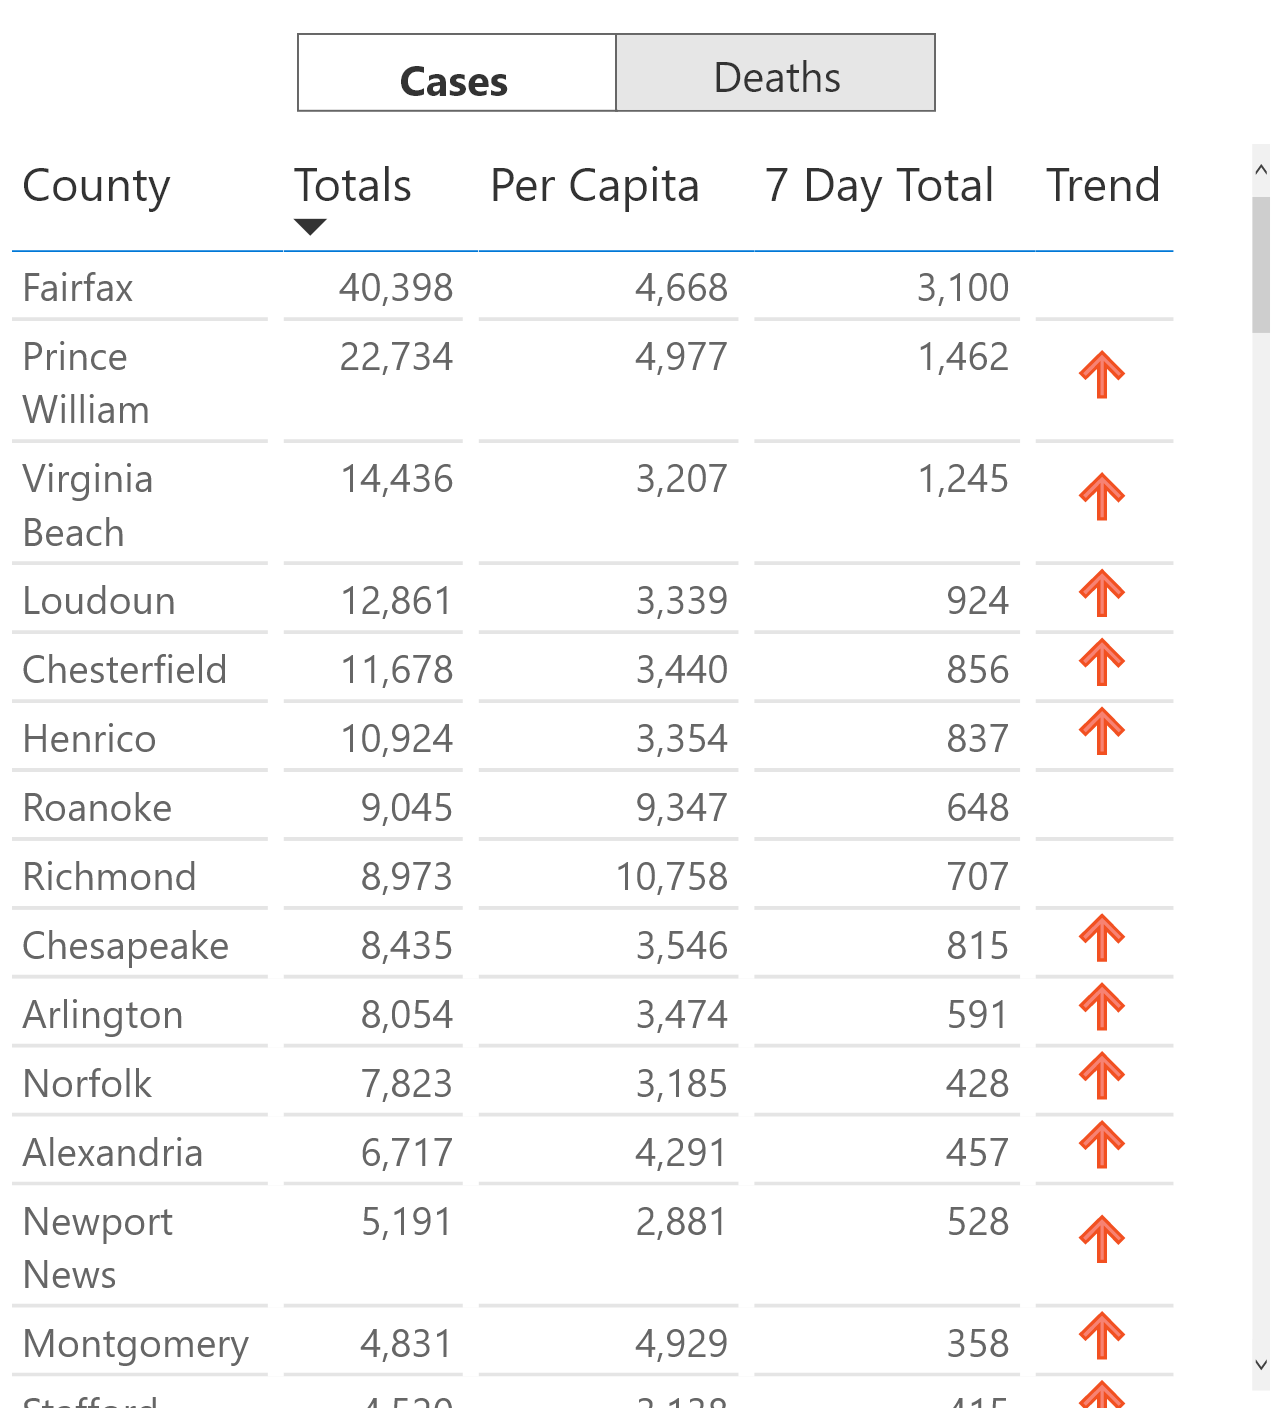 Cases Deaths
County Totals Per Capita 7 Day Total Trend
Fairfax 40,398 4,668 3,100
Prince William 22,734 4,977 1,462
Virginia Beach 14,436 3,207 1,245
Loudoun 12,861 3,339 924
Chesterfield 11,678 3,440 856
Henrico 10,924 3,354 837
Roanoke 9,045 9,347 648
Richmond 8,973 10,758 707
Chesapeake 8,435 3,546 815
Arlington 8,054 3,474 591
Norfolk 7,823 3,185 428
Alexandria 6,717 4,291 457
Newport News 5,191 2,881 528
Montgomery 4,831 4,929 358
Stafford